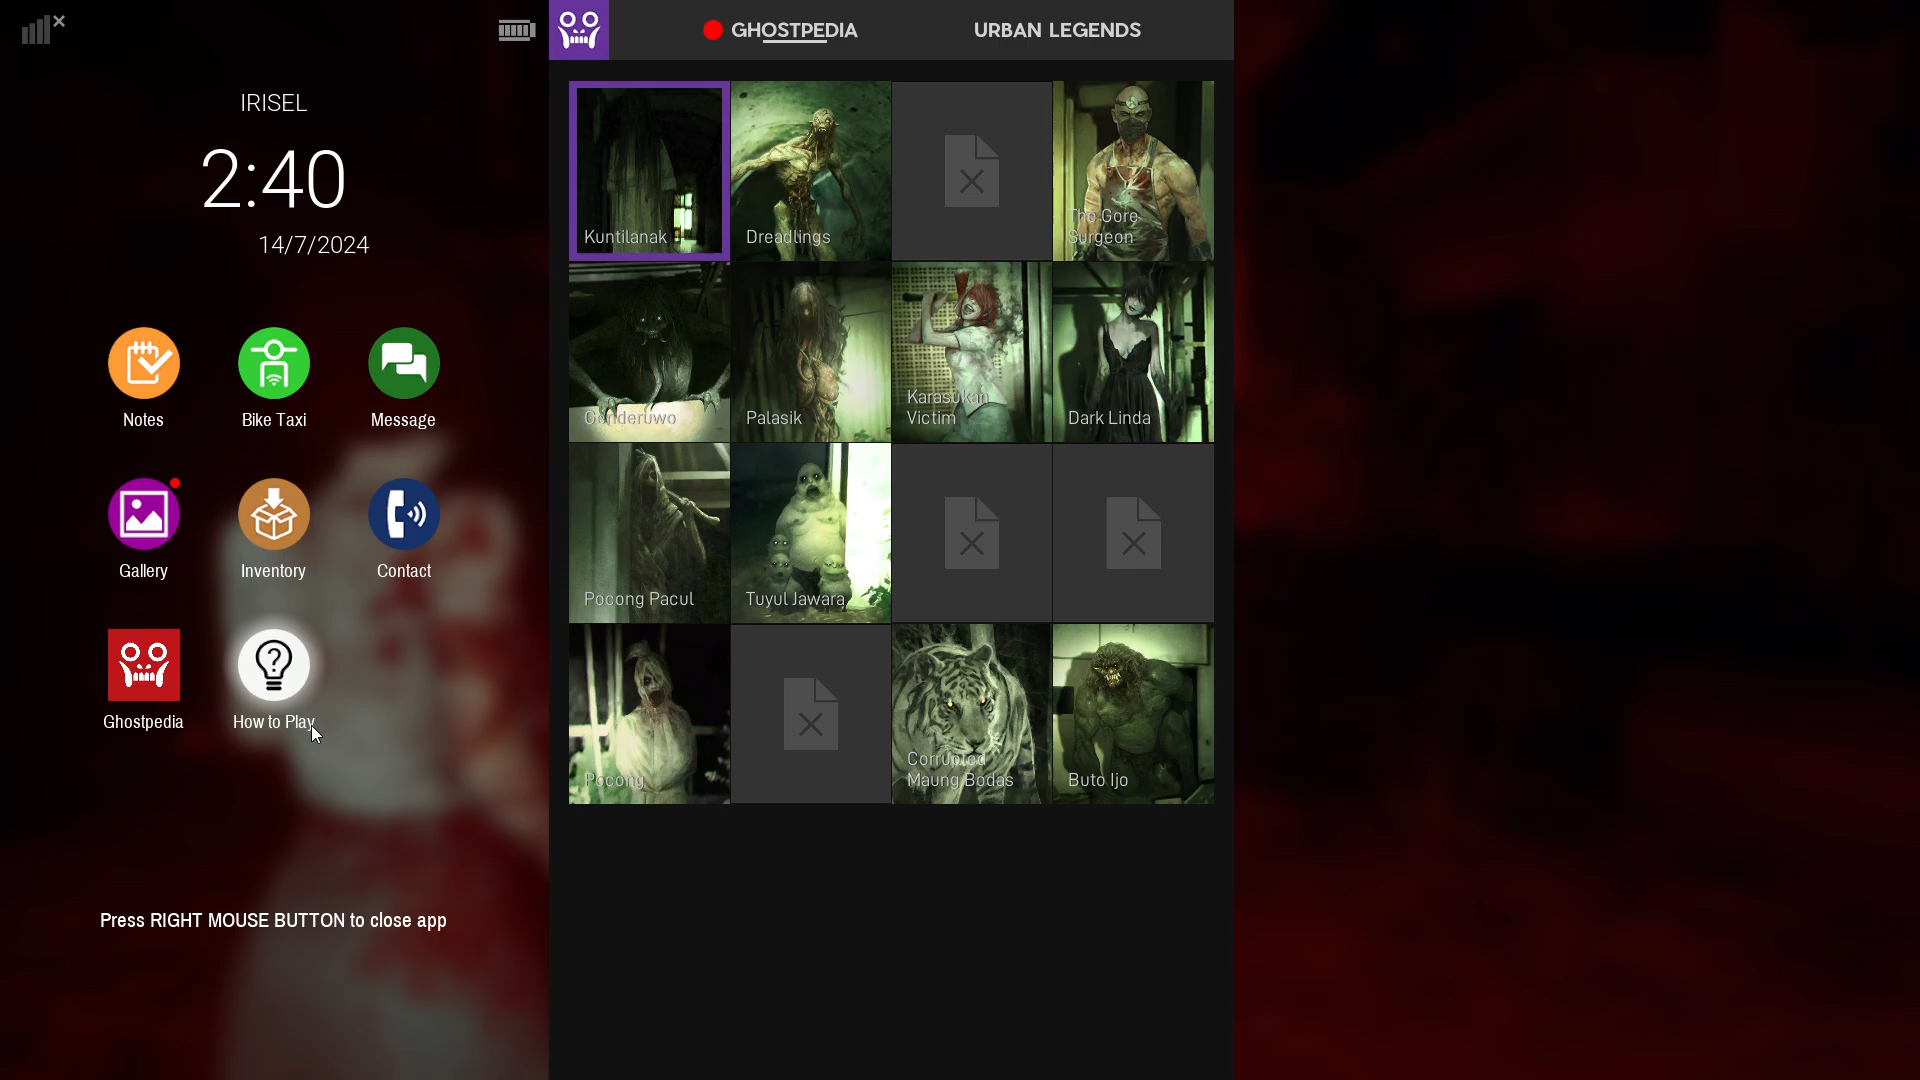 IRISEL
2:40
14/7/2024
Notes
Bike Taxi
Message
Gallery
Inventory
Contact
Ghostpedia
How to Play
Press RIGHT MOUSE BUTTON to close app
GHOSTPEDIA
URBAN LEGENDS
Kuntilanak
Dreadlings
The Gore
Surgeon
Genderuwo
Palasik
Karasukan
Victim
Dark Linda
Pocong Pacul
Tuyul Jawara
Pocong
Corrupted
Maung Bodas
Buto Ijo